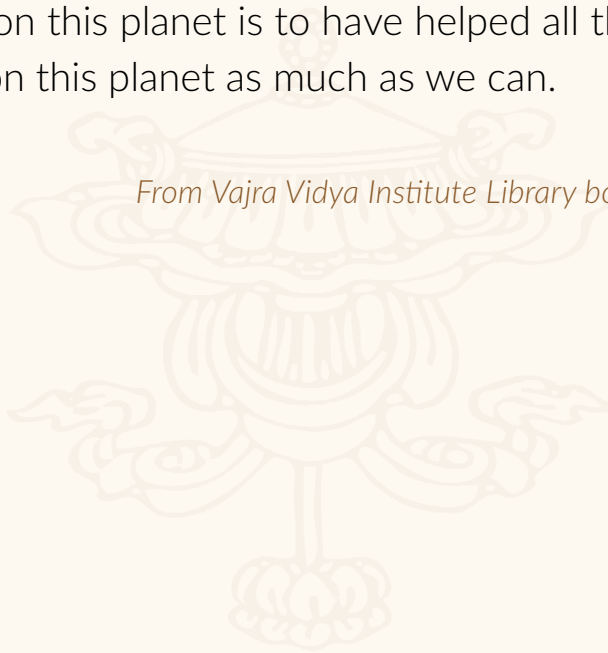 on this planet is to have helped all th
on this planet as much as we can.
From Vajra Vidya Institute Library bo